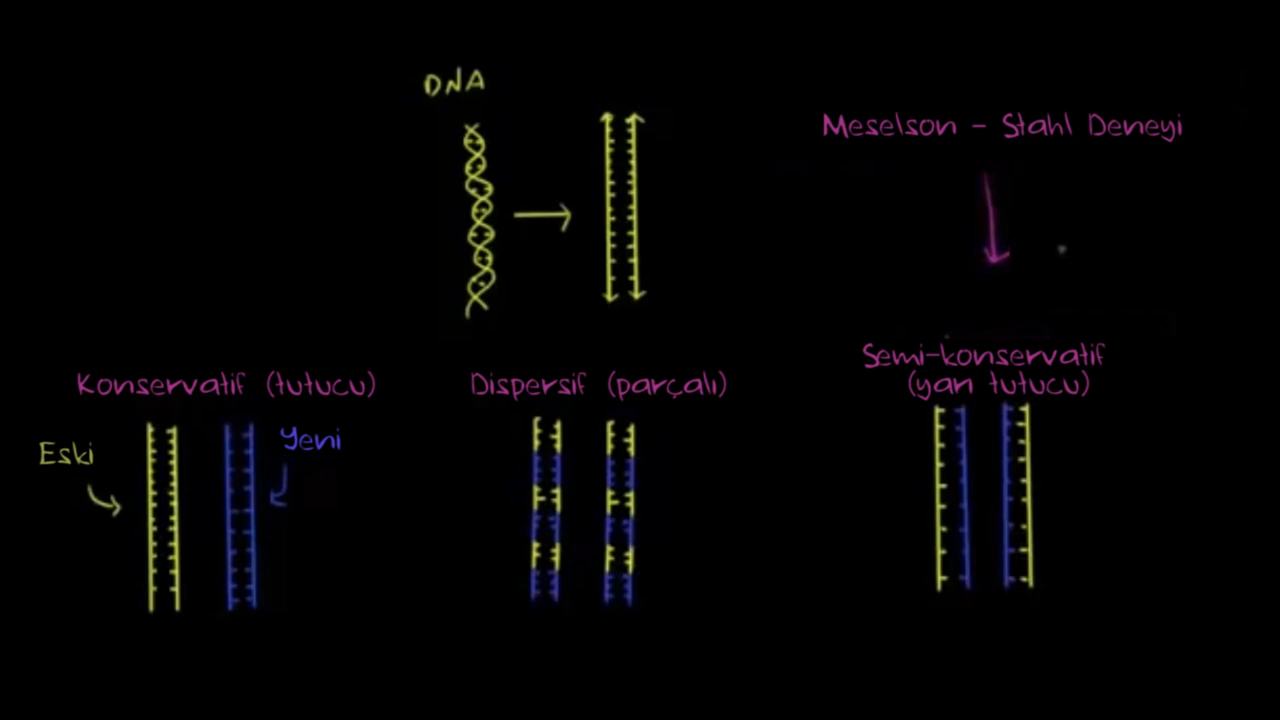 DNA
Meselson - Stahl Deneyi
Konservatif (tutucu)
Dispersif (parçalı)
Semi-konservatif
(yarı tutucu)
Eski
Yeni